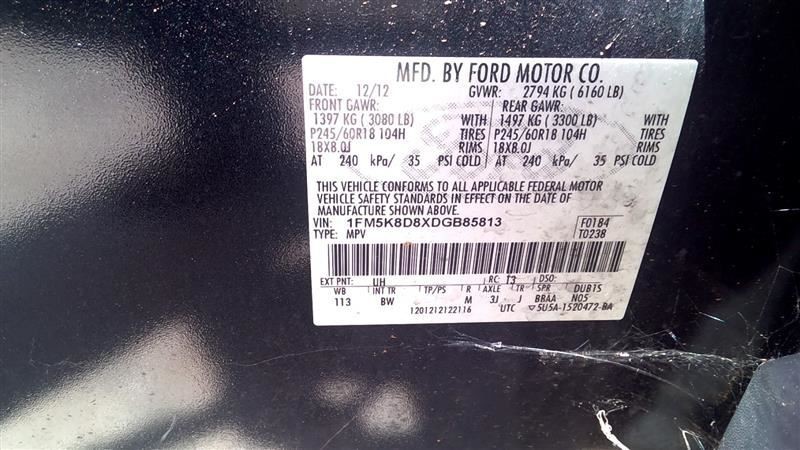 MFD. BY FORD MOTOR CO.
DATE: 12/12 GVWR: 2794 KG ( 6160 LB)
FRONT GAWR: REAR GAWR:
1397 KG ( 3080 LB) WITH 1497 KG ( 3300 LB) WITH
P245/60R18 104H TIRES P245/60R18 104H TIRES
18X8.0J RIMS 18X8.0J RIMS
AT 240 kPa/ 35 PSI COLD AT 240 kPa/ 35 PSI COLD
THIS VEHICLE CONFORMS TO ALL APPLICABLE FEDERAL MOTOR
VEHICLE SAFETY STANDARDS IN EFFECT ON THE DATE OF
MANUFACTURE SHOWN ABOVE.
VIN: 1FM5K8D8XDGB85813 F0184
TYPE: MPV T0238
EXT PNT: UH RC: 13 DSO:
WB INT TR TP/PS R AXLE TR SPR DUB1S
113 BW M 3J J BRAA N05
1201212122116 UTC ▽5U5A-1520472-BA